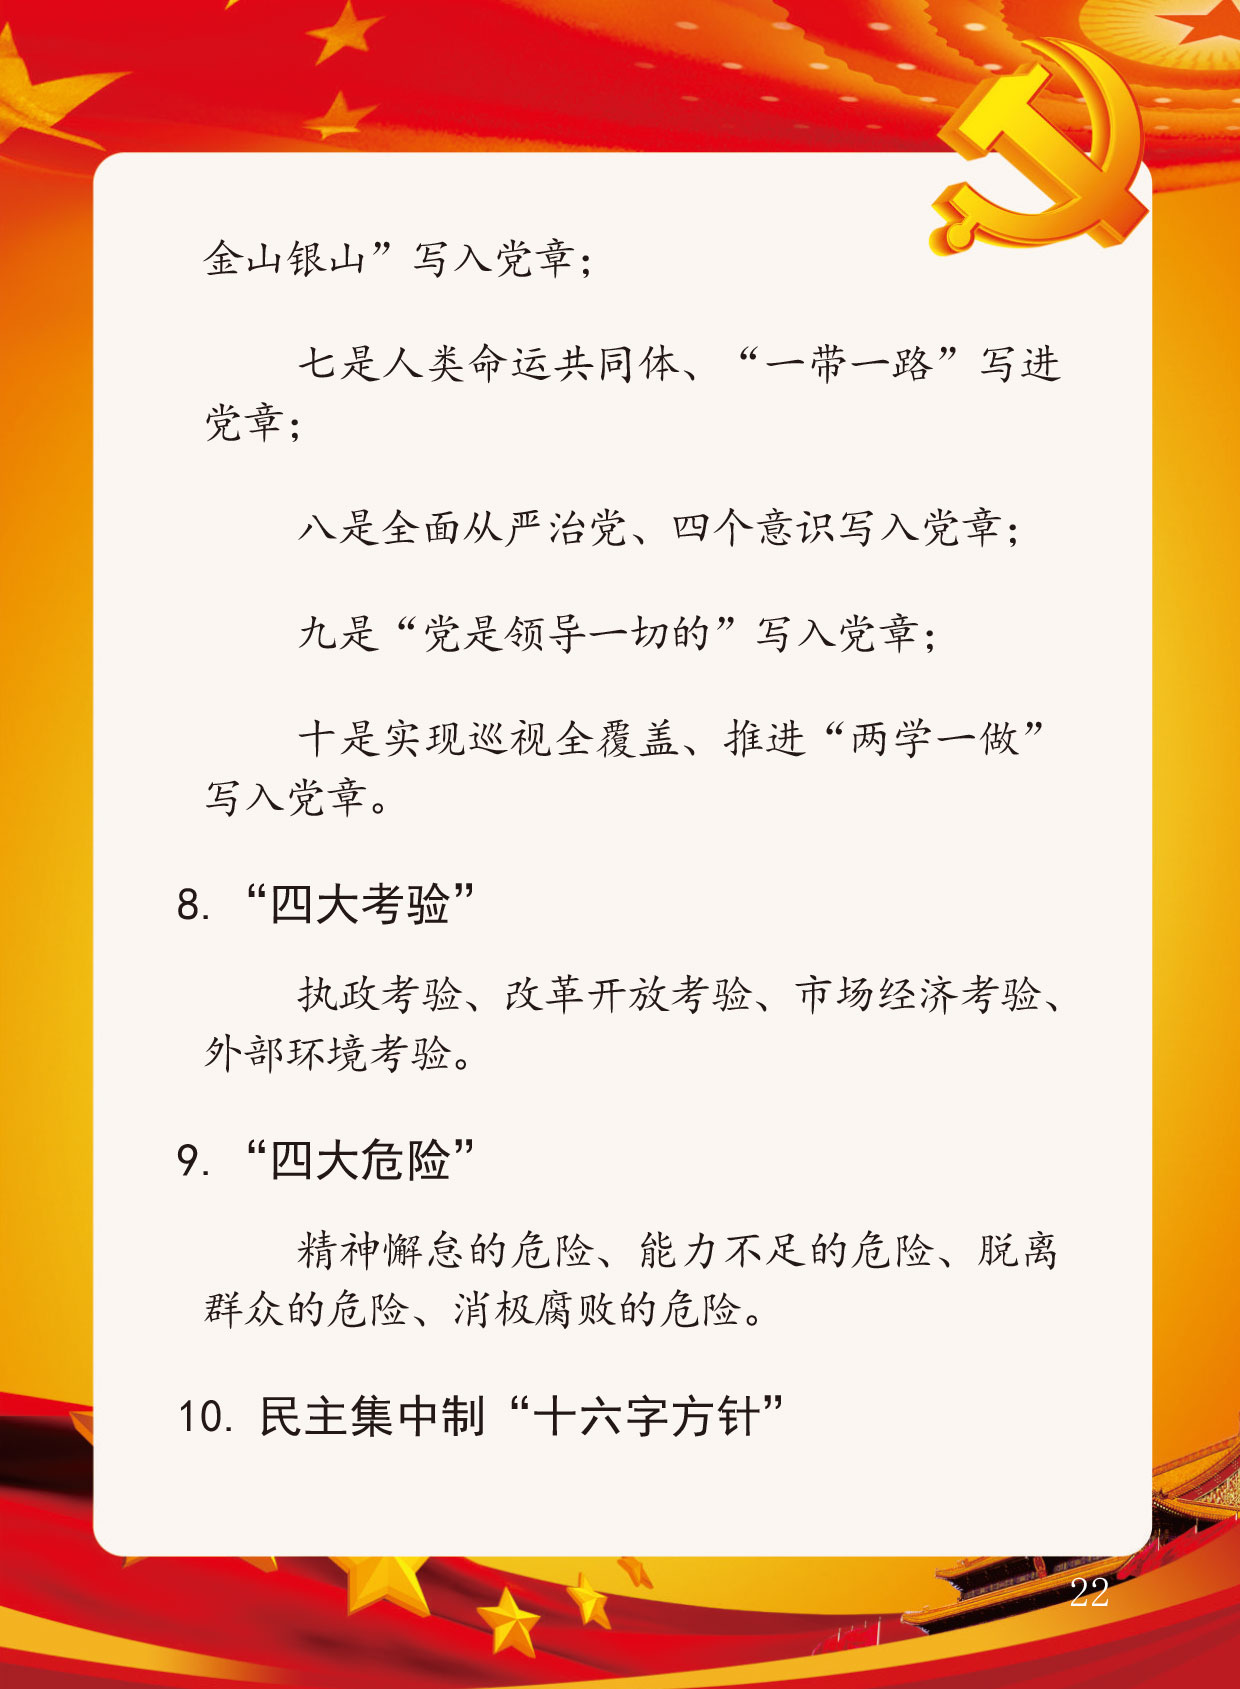 金山银山”写入党章；
七是人类命运共同体、“一带一路”写进
党章；
八是全面从严治党、四个意识写入党章；
九是“党是领导一切的”写入党章；
十是实现巡视全覆盖、推进“两学一做”
写入党章。
8. “四大考验”
执政考验、改革开放考验、市场经济考验、
外部环境考验。
9. “四大危险”
精神懈怠的危险、能力不足的危险、脱离
群众的危险、消极腐败的危险。
10. 民主集中制“十六字方针”
22